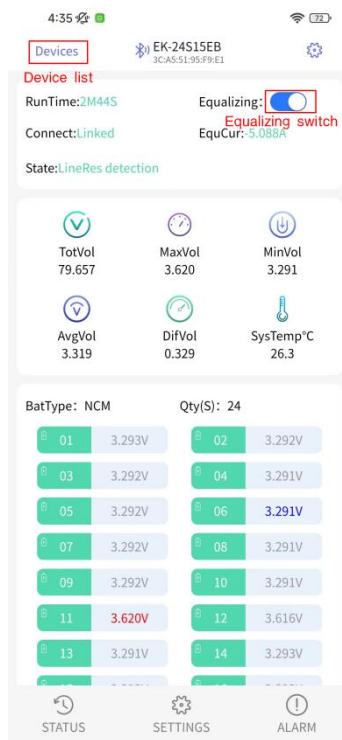 4:35 72
Devices EK-24S15EB
3C:A5:51:95:F9:E1
Device list
RunTime:2M44S Equalizing:
Equalizing switch
Connect:Linked EquCur:-5.088A
State:LineRes detection
TotVol MaxVol MinVol
79.657 3.620 3.291
AvgVol DifVol SysTemp°C
3.319 0.329 26.3
BatType: NCM Qty(S): 24
01 3.293V 02 3.292V
03 3.292V 04 3.291V
05 3.292V 06 3.291V
07 3.292V 08 3.291V
09 3.292V 10 3.291V
11 3.620V 12 3.616V
13 3.291V 14 3.293V
STATUS SETTINGS ALARM